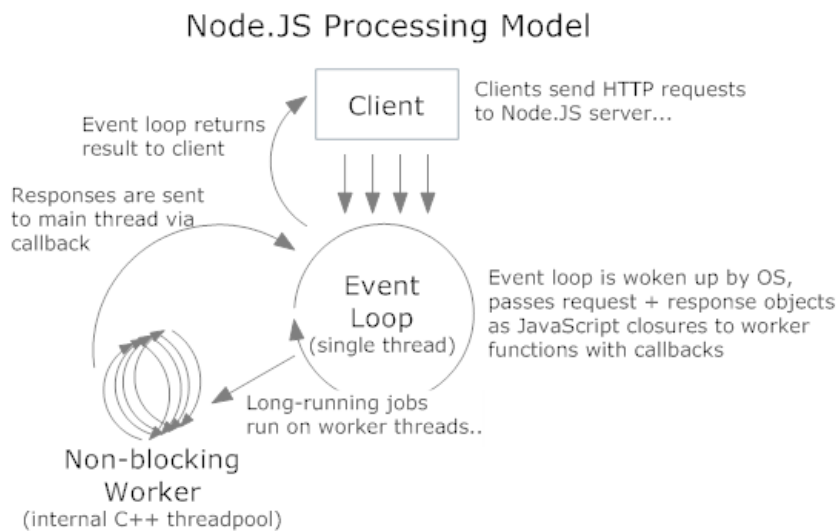 Node.JS Processing Model
Client
Clients send HTTP requests
to Node.JS server...
Event loop returns
result to client
Responses are sent
to main thread via
callback
Event
Loop
(single thread)
Event loop is woken up by OS,
passes request + response objects
as JavaScript closures to worker
functions with callbacks
Long-running jobs
run on worker threads..
Non-blocking
Worker
(internal C++ threadpool)